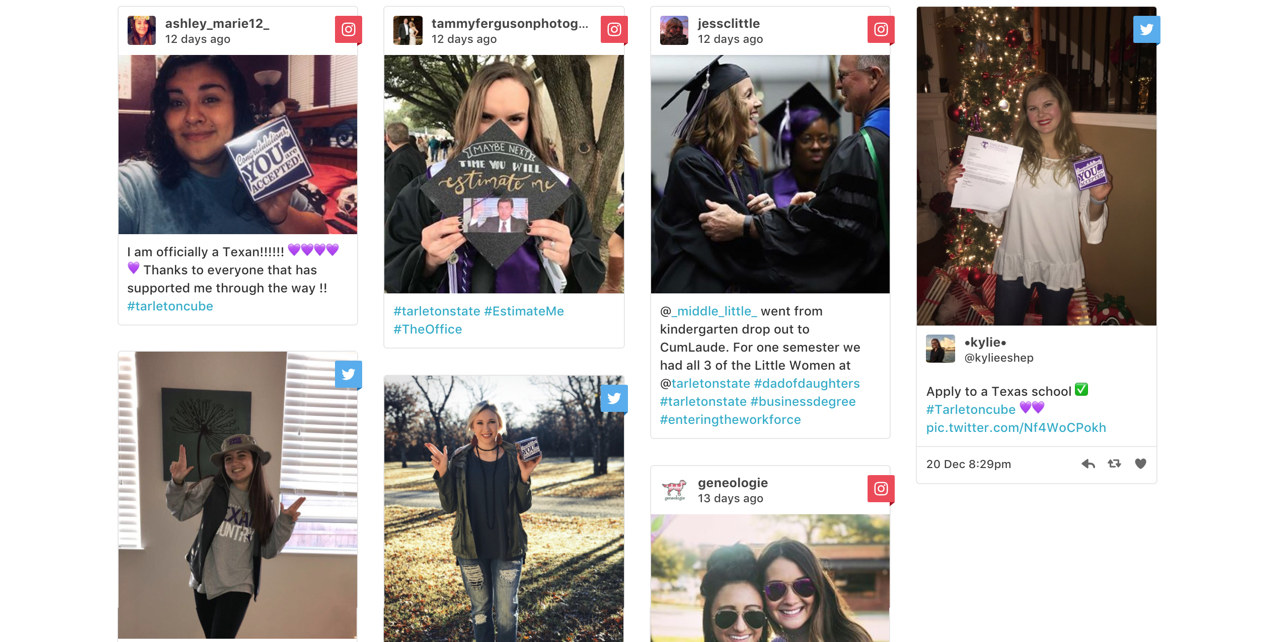 ashley_marie12_
12 days ago
Congratulations!
YOU are
ACCEPTED!
I am officially a Texan!!!!!! 💜💜💜💜
💜 Thanks to everyone that has
supported me through the way !!
#tarletoncube
tammyfergusonphotog...
12 days ago
MAYBE NEXT
TIME YOU WILL
estimate me
#tarletonstate #EstimateMe
#TheOffice
jessclittle
12 days ago
@_middle_little_ went from
kindergarten drop out to
CumLaude. For one semester we
had all 3 of the Little Women at
@tarletonstate #dadofdaughters
#tarletonstate #businessdegree
#enteringtheworkforce
geneologie
13 days ago
YOU
•kylie•
@kylieeshep
Apply to a Texas school ✅
#Tarletoncube 💜💜
pic.twitter.com/Nf4WoCPokh
20 Dec 8:29pm